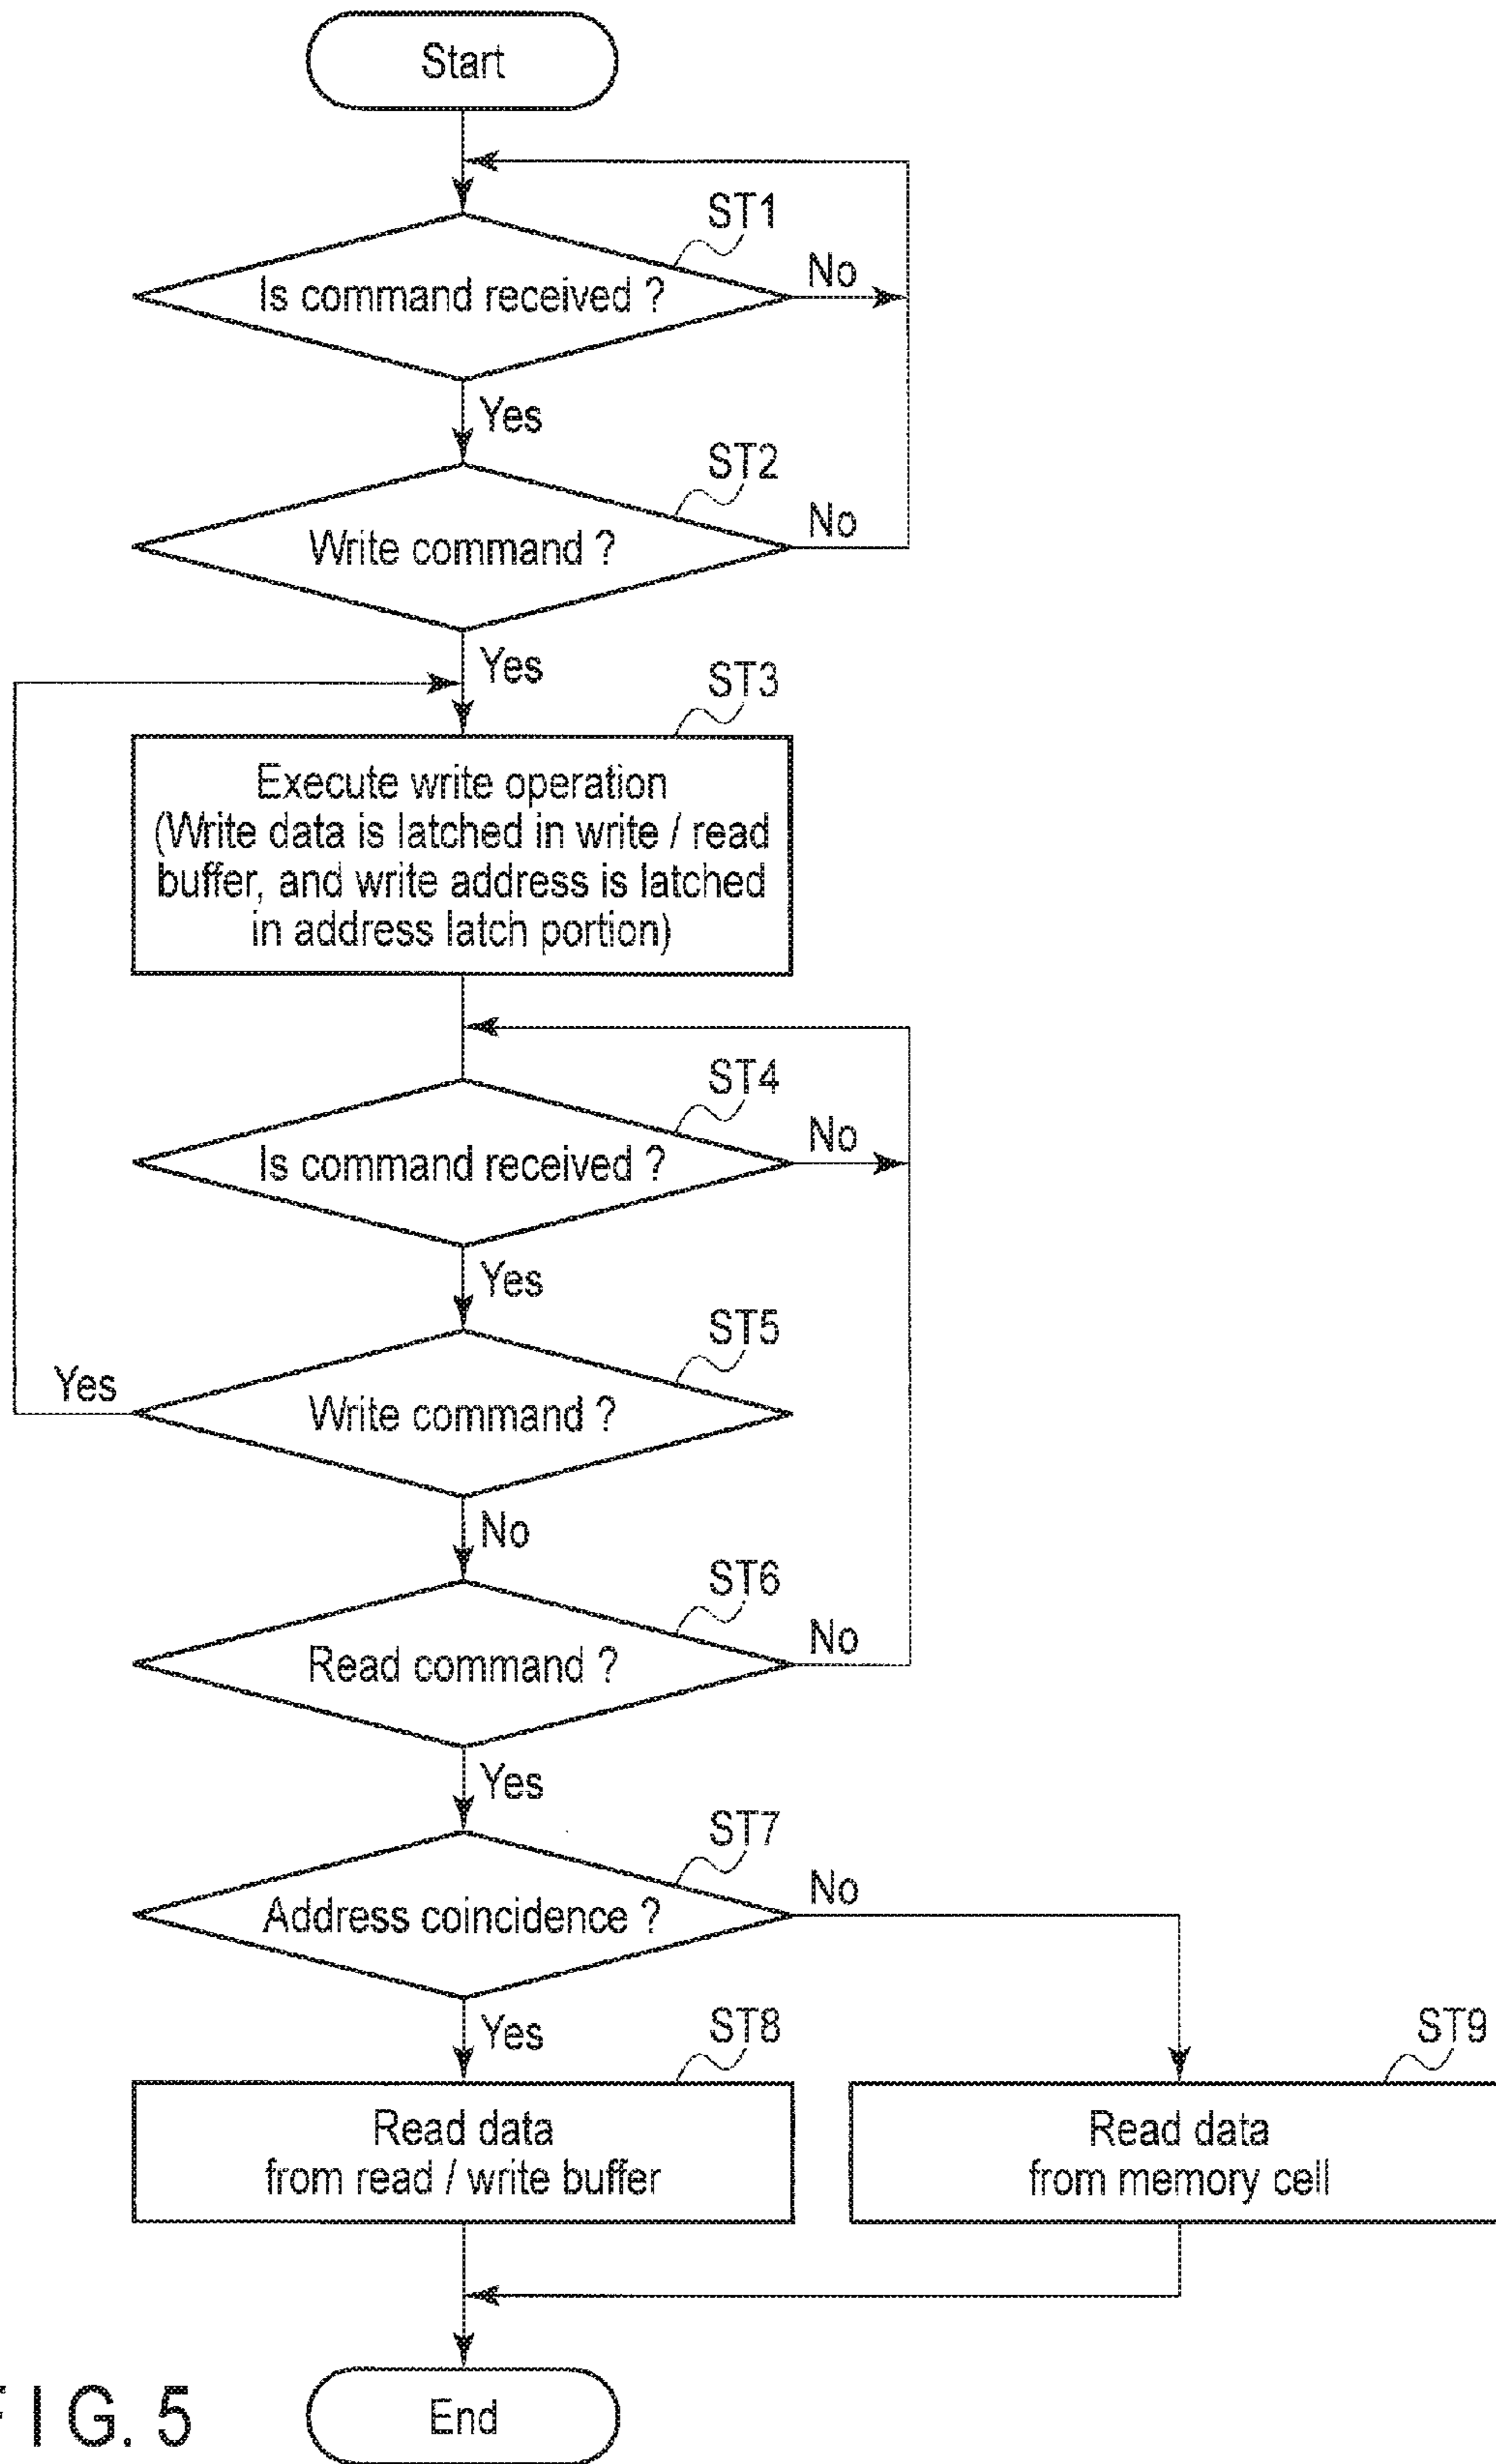 Start
ST1
Is command received ?
No
Yes
ST2
Write command ?
No
Yes
ST3
Execute write operation
(Write data is latched in write / read
buffer, and write address is latched
in address latch portion)
ST4
Is command received ?
No
Yes
ST5
Write command ?
Yes
No
ST6
Read command ?
No
Yes
ST7
Address coincidence ?
No
Yes
ST8
Read data
from read / write buffer
ST9
Read data
from memory cell
End
F I G. 5